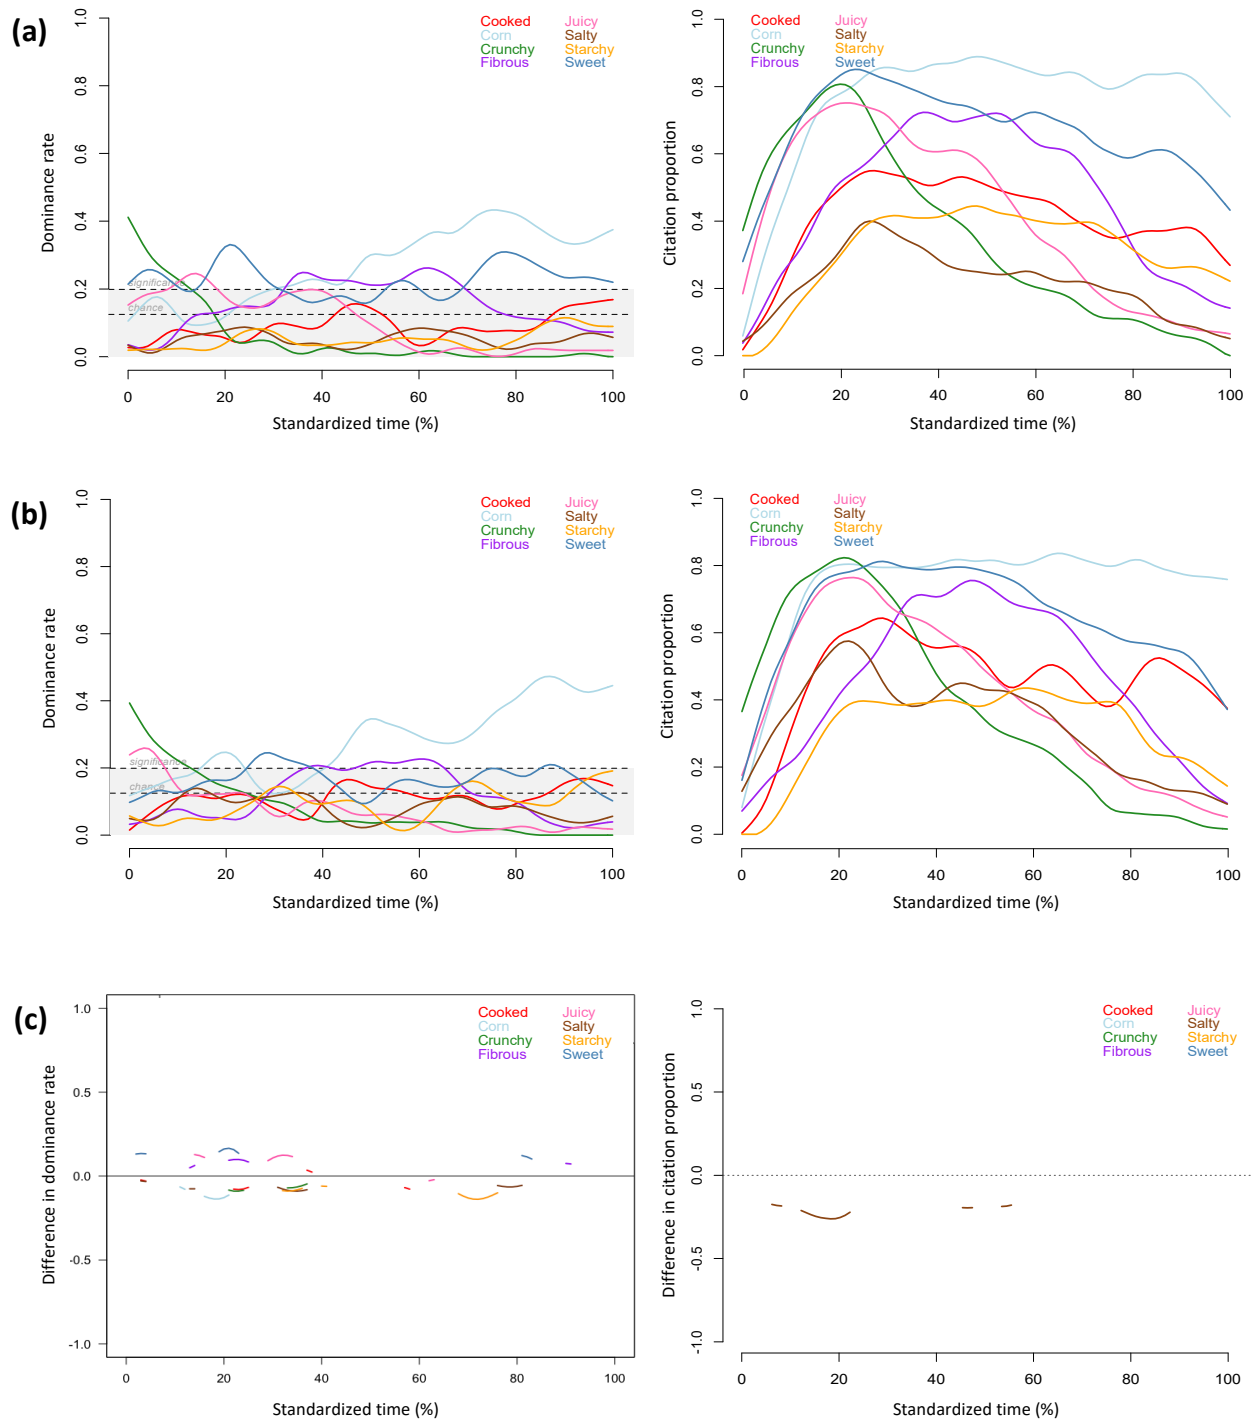 (a)
Dominance rate
1.0
0.8
0.6
0.4
0.2
0.0
Cooked Juicy
Corn Salty
Crunchy Starchy
Fibrous Sweet
significance
chance
0 20 40 60 80 100
Standardized time (%)
Citation proportion
1.0
0.8
0.6
0.4
0.2
0.0
Cooked Juicy
Corn Salty
Crunchy Starchy
Fibrous Sweet
0 20 40 60 80 100
Standardized time (%)
(b)
Dominance rate
1.0
0.8
0.6
0.4
0.2
0.0
Cooked Juicy
Corn Salty
Crunchy Starchy
Fibrous Sweet
significance
chance
0 20 40 60 80 100
Standardized time (%)
Citation proportion
1.0
0.8
0.6
0.4
0.2
0.0
Cooked Juicy
Corn Salty
Crunchy Starchy
Fibrous Sweet
0 20 40 60 80 100
Standardized time (%)
(c)
Difference in dominance rate
1.0
0.5
0.0
-0.5
-1.0
Cooked Juicy
Corn Salty
Crunchy Starchy
Fibrous Sweet
0 20 40 60 80 100
Standardized time (%)
Difference in citation proportion
1.0
0.5
0.0
-0.5
-1.0
Cooked Juicy
Corn Salty
Crunchy Starchy
Fibrous Sweet
0 20 40 60 80 100
Standardized time (%)